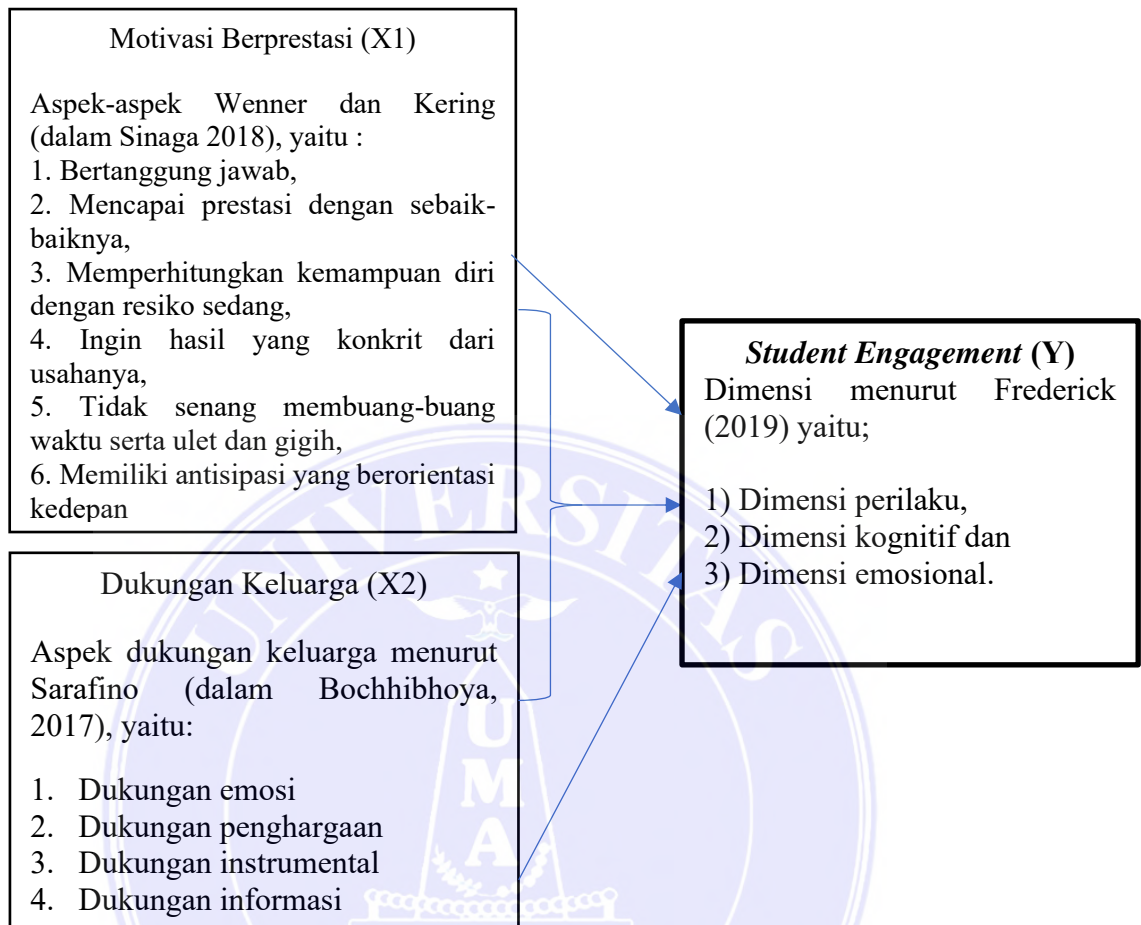 Motivasi Berprestasi (X1)
Aspek-aspek Wenner dan Kering
(dalam Sinaga 2018), yaitu :
1. Bertanggung jawab,
2. Mencapai prestasi dengan sebaik-
baiknya,
3. Memperhitungkan kemampuan diri
dengan resiko sedang,
4. Ingin hasil yang konkrit dari
usahanya,
5. Tidak senang membuang-buang
waktu serta ulet dan gigih,
6. Memiliki antisipasi yang berorientasi
kedepan
Dukungan Keluarga (X2)
Aspek dukungan keluarga menurut
Sarafino (dalam Bochhibhoya,
2017), yaitu:
1. Dukungan emosi
2. Dukungan penghargaan
3. Dukungan instrumental
4. Dukungan informasi
Student Engagement (Y)
Dimensi menurut Frederick
(2019) yaitu;
1) Dimensi perilaku,
2) Dimensi kognitif dan
3) Dimensi emosional.
UNIVERSITAS
UMA